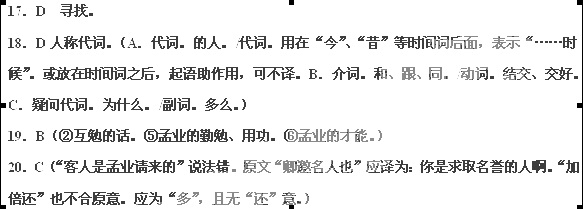 17．D　寻找。
18．D 人称代词。（A．代词。的人。/代词。用在“今”、“昔”等时间词后面，表示“……时
候”。或放在时间词之后，起语助作用，可不译。B．介词。和、跟、同。/动词。结交、交好。
C．疑问代词。为什么。/副词。多么。）
19．B（②互勉的话。⑤孟业的勤勉、用功。⑥孟业的才能。）
20．C（“客人是孟业请来的”说法错。原文“卿邀名人也”应译为：你是求取名誉的人啊。“加
倍还”也不合原意。应为“多”，且无“还”意。）